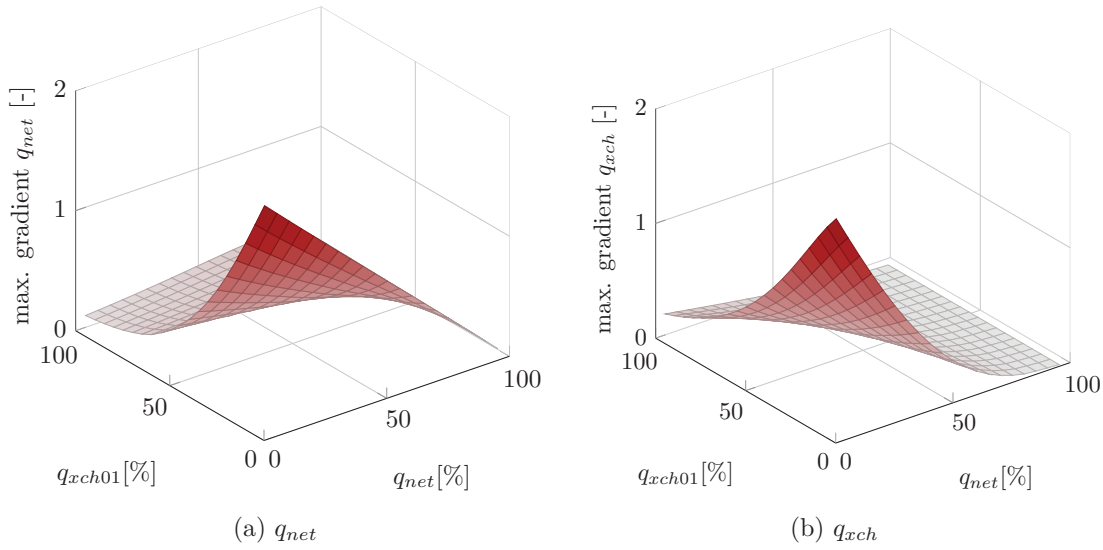 2
1
0
100
50
0 0
50
100
max. gradient q_net [-]
q_xch01[%]
q_net[%]
(a) q_net
2
1
0
100
50
0 0
50
100
max. gradient q_xch [-]
q_xch01[%]
q_net[%]
(b) q_xch